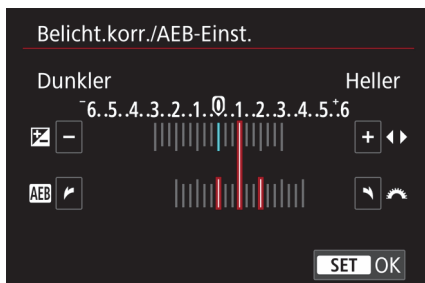 Belicht.korr./AEB-Einst.
Dunkler Heller
-6..5..4..3..2..1..0..1..2..3..4..5.+6
- +
AEB
SET OK